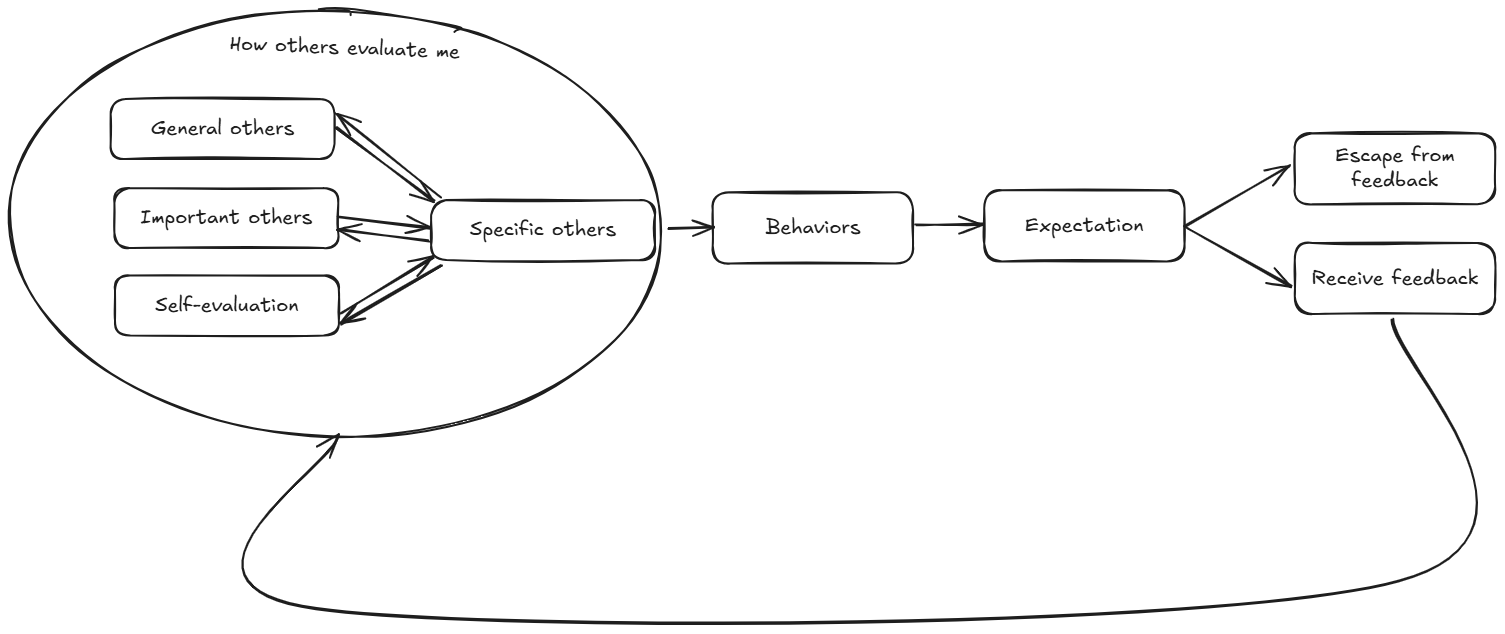 How others evaluate me
General others
Important others
Self-evaluation
Specific others
Behaviors
Expectation
Escape from
feedback
Receive feedback